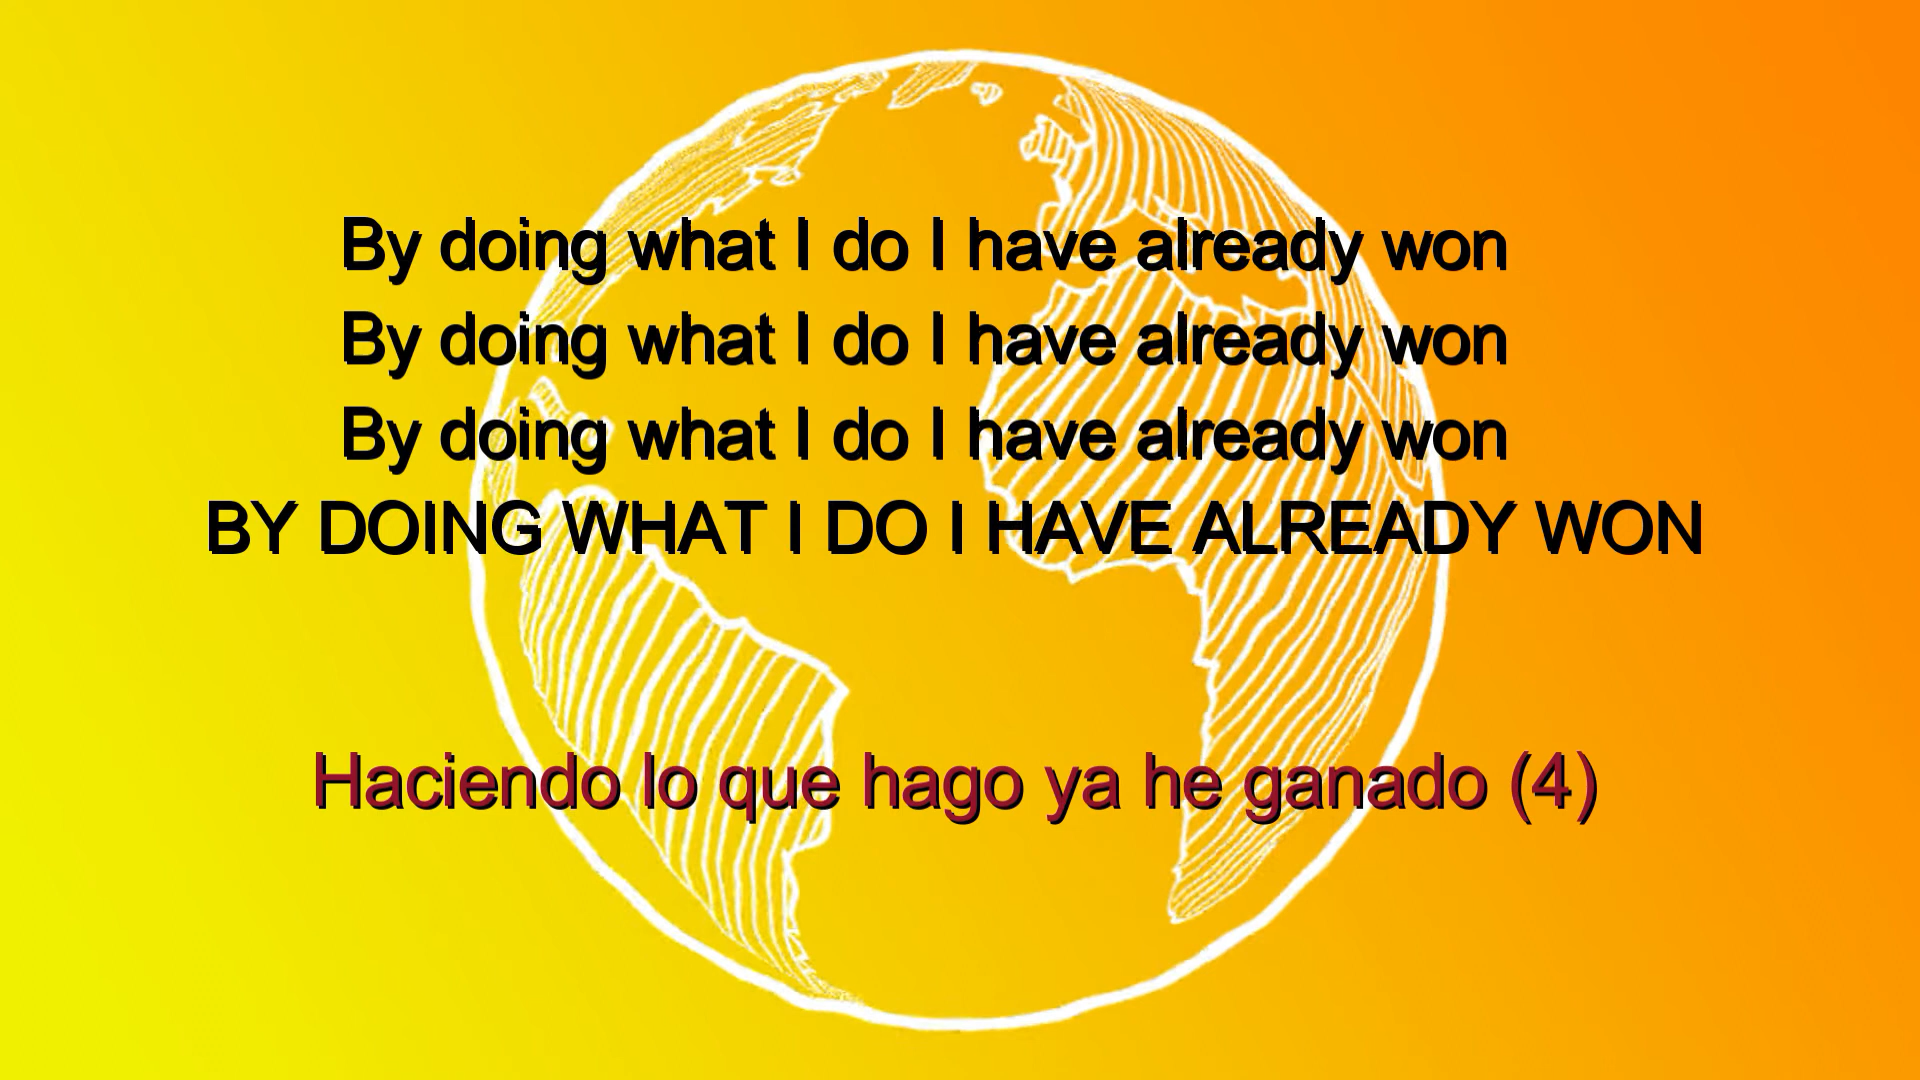 By doing what I do I have already won
By doing what I do I have already won
By doing what I do I have already won
BY DOING WHAT I DO I HAVE ALREADY WON
Haciendo lo que hago ya he ganado (4)